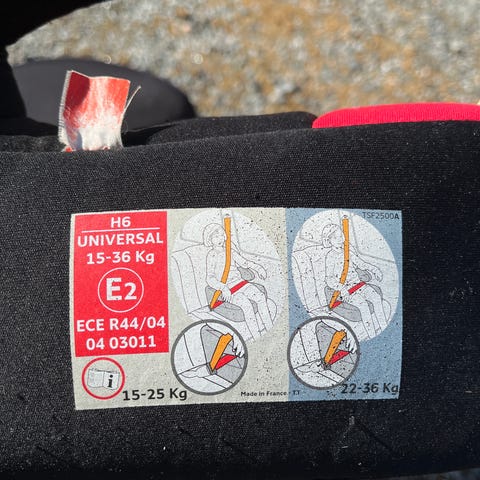 H6
UNIVERSAL
15-36 Kg
E2
ECE R44/04
04 03011
i
15-25 Kg
Made in France - TT
TSF2500A
22-36 Kg